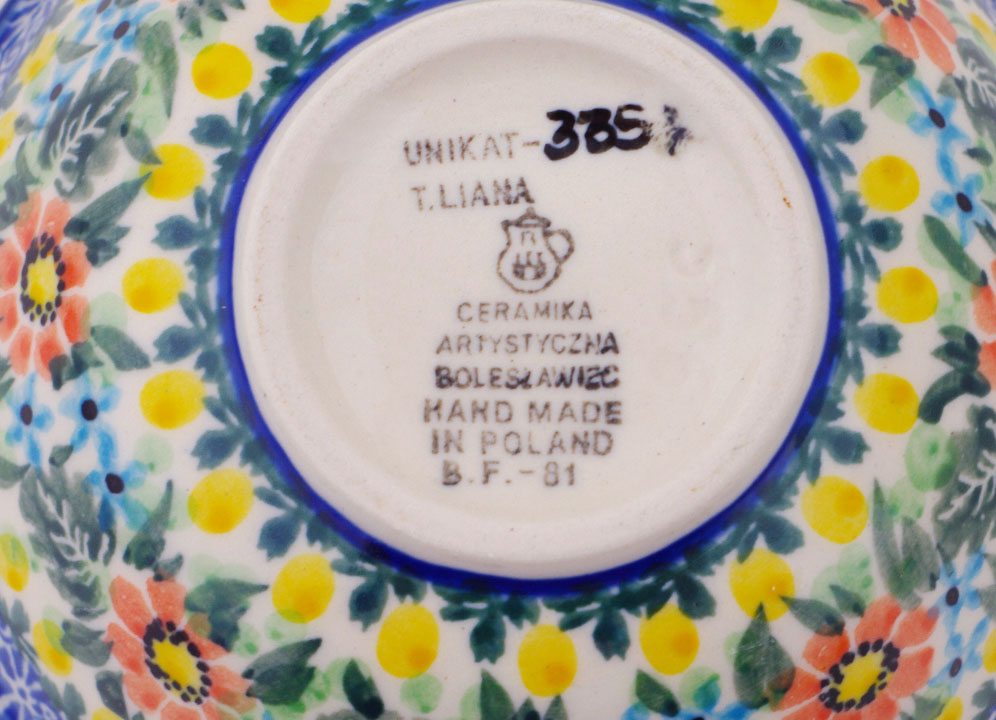 UNIKAT-
T.LIANA
CERAMIKA
ARTYSTYCZNA
BOLESŁAWIEC
HAND MADE
IN POLAND
B.F.-81